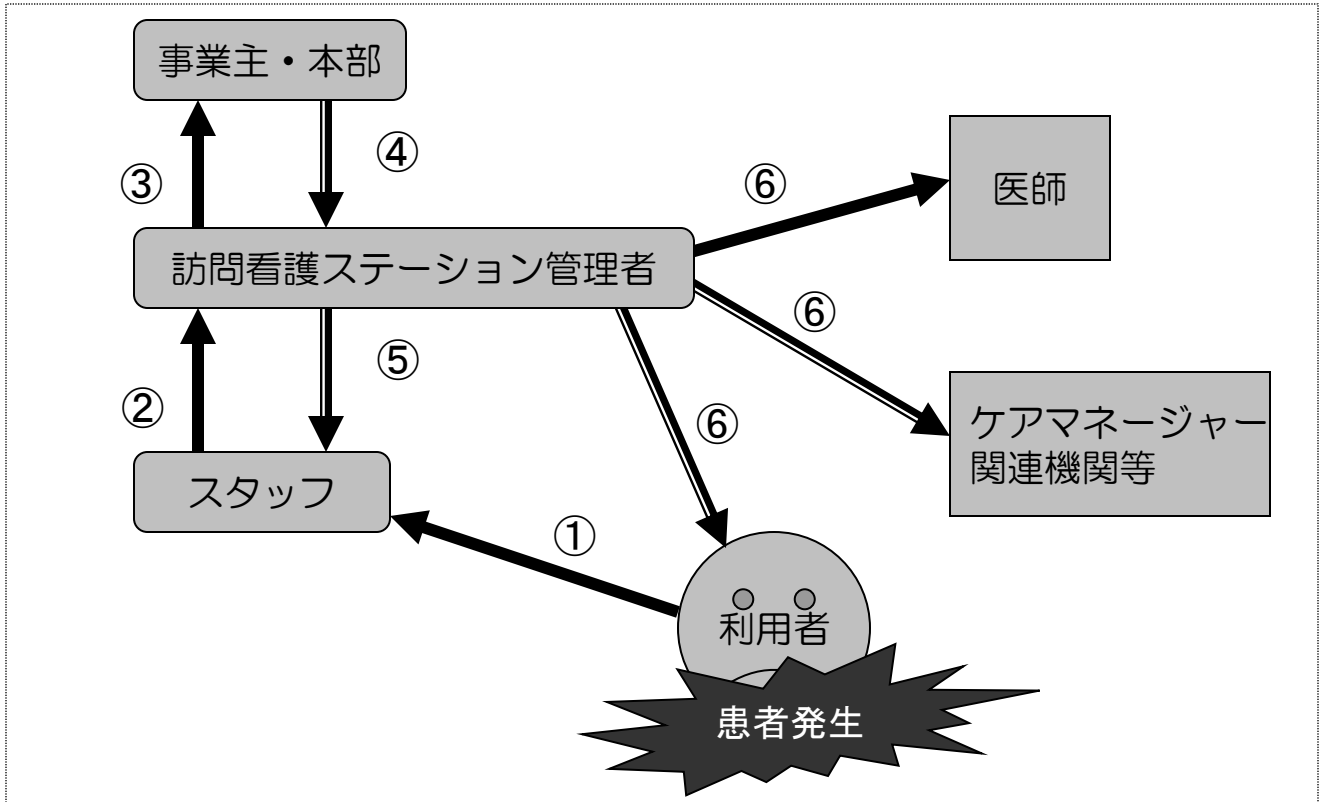 事業主・本部
③
④
⑥
医師
訪問看護ステーション管理者
⑥
②
⑤
⑥
ケアマネージャー
関連機関等
スタッフ
①
利用者
患者発生